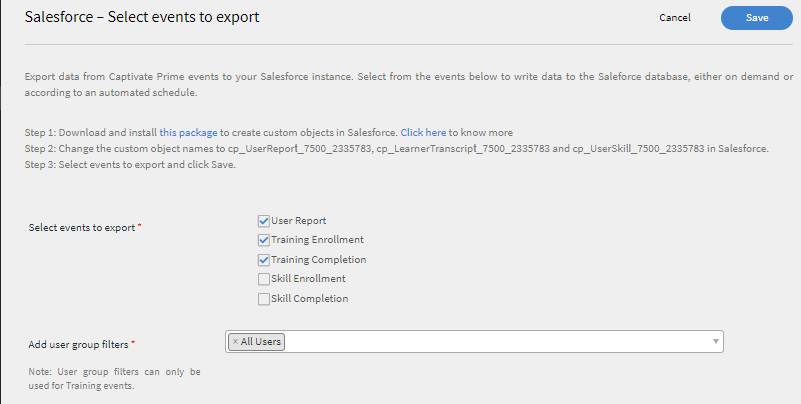 Salesforce – Select events to export
Cancel
Save
Export data from Captivate Prime events to your Salesforce instance. Select from the events below to write data to the Saleforce database, either on demand or
according to an automated schedule.
Step 1: Download and install this package to create custom objects in Salesforce. Click here to know more
Step 2: Change the custom object names to cp_UserReport_7500_2335783, cp_LearnerTranscript_7500_2335783 and cp_UserSkill_7500_2335783 in Salesforce.
Step 3: Select events to export and click Save.
Select events to export *
User Report
Training Enrollment
Training Completion
Skill Enrollment
Skill Completion
Add user group filters *
× All Users
Note: User group filters can only be
used for Training events.